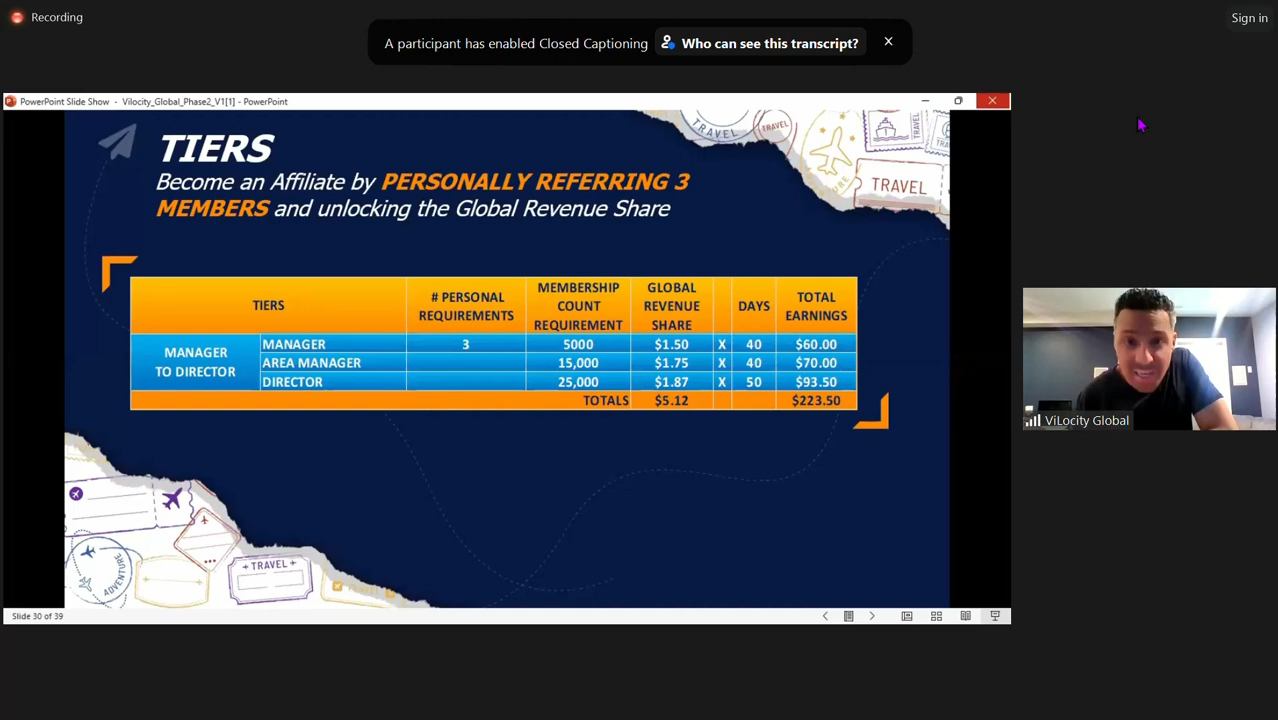 Recording
Sign in
A participant has enabled Closed Captioning Who can see this transcript?
PowerPoint Slide Show - Vilocity_Global_Phase2_V1[1] - PowerPoint
TIERS
Become an Affiliate by PERSONALLY REFERRING 3
MEMBERS and unlocking the Global Revenue Share
TRAVEL
TRAVEL
TRAVEL
TRAVEL
TIERS
# PERSONAL
REQUIREMENTS
MEMBERSHIP
COUNT
REQUIREMENT
GLOBAL
REVENUE
SHARE
DAYS
TOTAL
EARNINGS
MANAGER
TO DIRECTOR
MANAGER 3 5000 $1.50 X 40 $60.00
AREA MANAGER 15,000 $1.75 X 40 $70.00
DIRECTOR 25,000 $1.87 X 50 $93.50
TOTALS $5.12 $223.50
ViLocity Global
ADVENTURE
TRAVEL
Slide 30 of 39